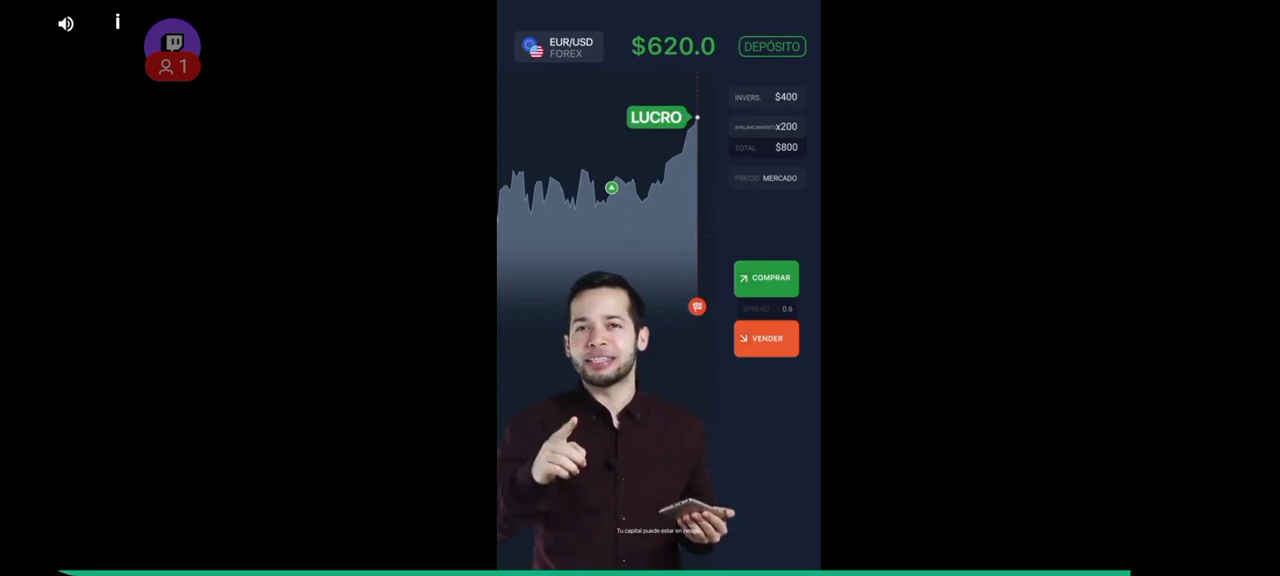 i
1
EUR/USD
FOREX
$620.0
DEPÓSITO
INVERS. $400
LUCRO
APALANCAMIENTO x200
TOTAL $800
PRECIO MERCADO
COMPRAR
SPREAD 0.6
VENDER
Tu capital puede estar en riesgo